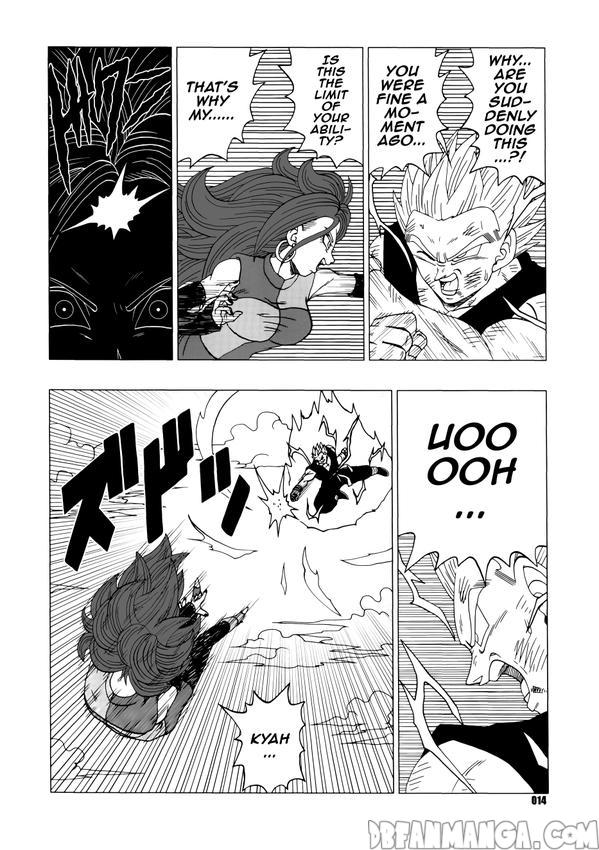 WHY...
ARE
YOU
SUD-
DENLY
DOING
THIS
...?!
YOU
WERE
FINE A
MO-
MENT
AGO...
IS
THIS THE
LIMIT
OF
YOUR
ABILI-
TY?
THAT'S
WHY
MY......
UOO
OOH
...
ズドッ
KYAH
...
014
DBFANMANGA.COM